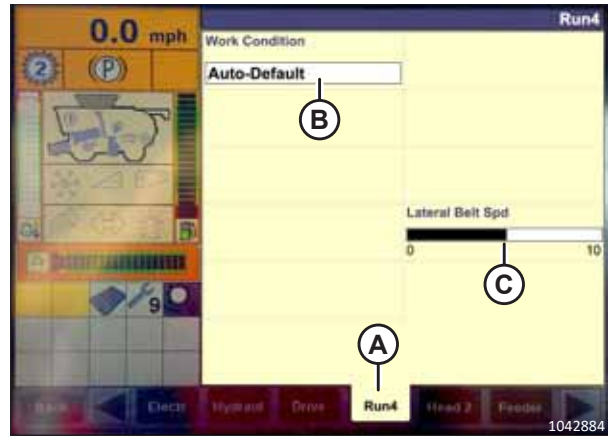 Run4
0.0 mph
Work Condition
2
P
Auto-Default
B
Lateral Belt Spd
0
10
C
9
A
Back
Electr
Hydraul
Drive
Run4
Head 2
Feeder
1042884